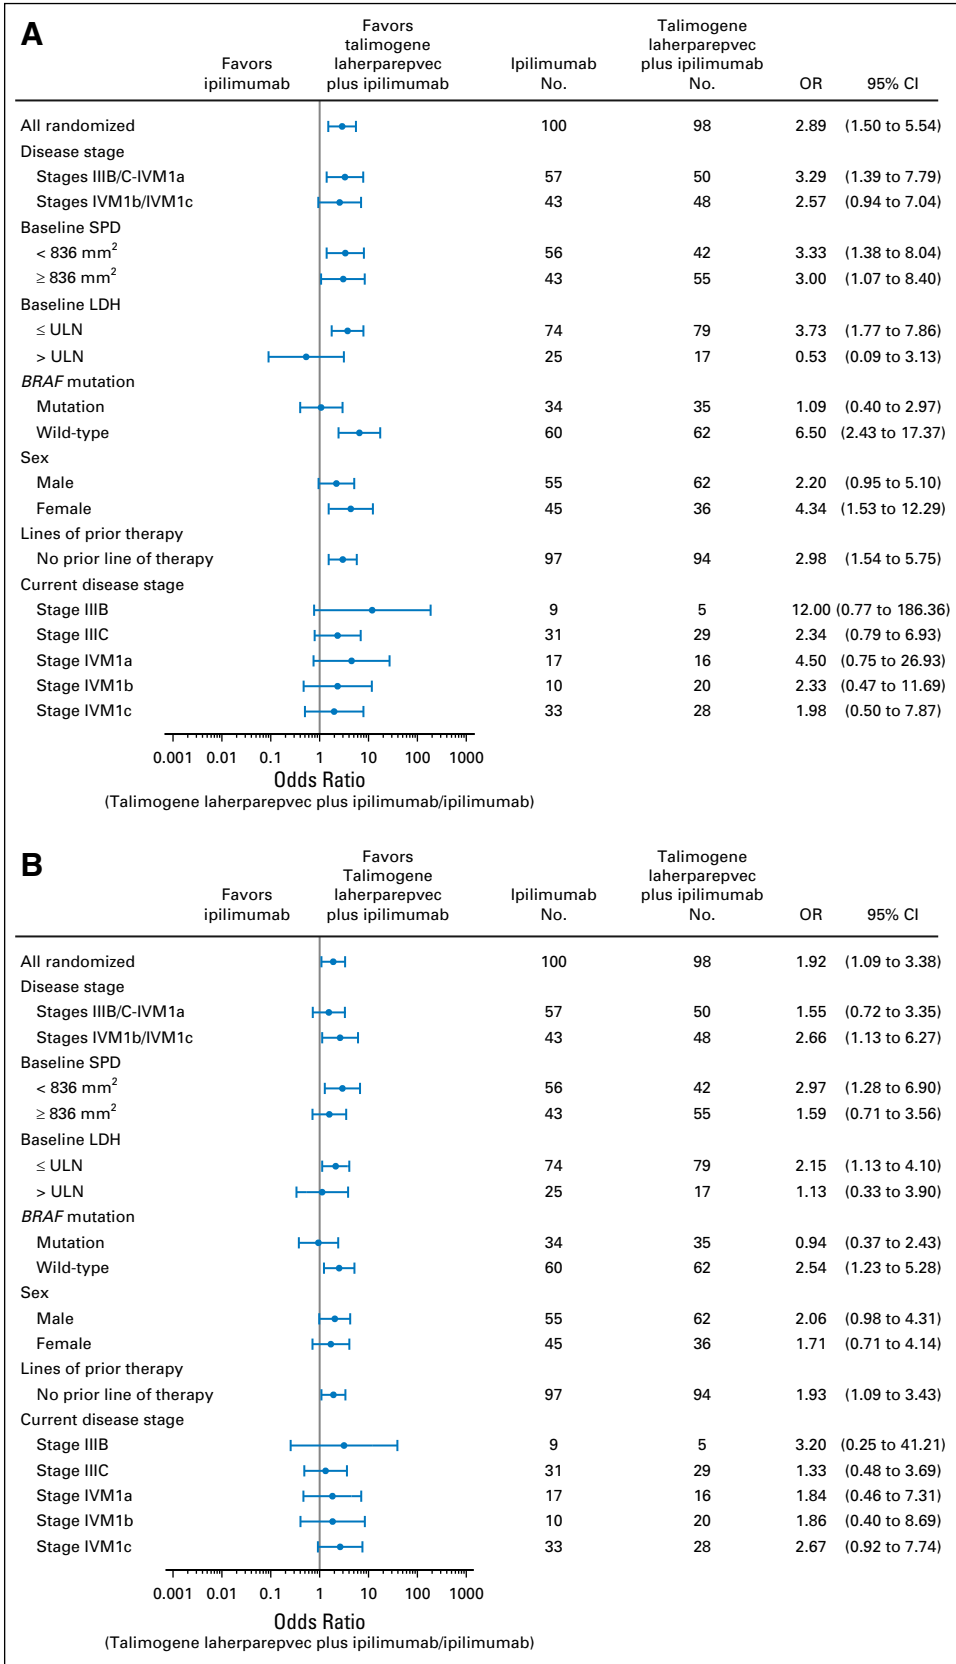 A
Favors
ipilimumab
Favors
talimogene
laherparepvec
plus ipilimumab
Ipilimumab
No.
Talimogene
laherparepvec
plus ipilimumab
No.
OR
95% CI
All randomized 100 98 2.89 (1.50 to 5.54)
Disease stage
Stages IIIB/C-IVM1a 57 50 3.29 (1.39 to 7.79)
Stages IVM1b/IVM1c 43 48 2.57 (0.94 to 7.04)
Baseline SPD
< 836 mm² 56 42 3.33 (1.38 to 8.04)
≥ 836 mm² 43 55 3.00 (1.07 to 8.40)
Baseline LDH
≤ ULN 74 79 3.73 (1.77 to 7.86)
> ULN 25 17 0.53 (0.09 to 3.13)
BRAF mutation
Mutation 34 35 1.09 (0.40 to 2.97)
Wild-type 60 62 6.50 (2.43 to 17.37)
Sex
Male 55 62 2.20 (0.95 to 5.10)
Female 45 36 4.34 (1.53 to 12.29)
Lines of prior therapy
No prior line of therapy 97 94 2.98 (1.54 to 5.75)
Current disease stage
Stage IIIB 9 5 12.00 (0.77 to 186.36)
Stage IIIC 31 29 2.34 (0.79 to 6.93)
Stage IVM1a 17 16 4.50 (0.75 to 26.93)
Stage IVM1b 10 20 2.33 (0.47 to 11.69)
Stage IVM1c 33 28 1.98 (0.50 to 7.87)
0.001 0.01 0.1 1 10 100 1000
Odds Ratio
(Talimogene laherparepvec plus ipilimumab/ipilimumab)
B
Favors
ipilimumab
Favors
Talimogene
laherparepvec
plus ipilimumab
Ipilimumab
No.
Talimogene
laherparepvec
plus ipilimumab
No.
OR
95% CI
All randomized 100 98 1.92 (1.09 to 3.38)
Disease stage
Stages IIIB/C-IVM1a 57 50 1.55 (0.72 to 3.35)
Stages IVM1b/IVM1c 43 48 2.66 (1.13 to 6.27)
Baseline SPD
< 836 mm² 56 42 2.97 (1.28 to 6.90)
≥ 836 mm² 43 55 1.59 (0.71 to 3.56)
Baseline LDH
≤ ULN 74 79 2.15 (1.13 to 4.10)
> ULN 25 17 1.13 (0.33 to 3.90)
BRAF mutation
Mutation 34 35 0.94 (0.37 to 2.43)
Wild-type 60 62 2.54 (1.23 to 5.28)
Sex
Male 55 62 2.06 (0.98 to 4.31)
Female 45 36 1.71 (0.71 to 4.14)
Lines of prior therapy
No prior line of therapy 97 94 1.93 (1.09 to 3.43)
Current disease stage
Stage IIIB 9 5 3.20 (0.25 to 41.21)
Stage IIIC 31 29 1.33 (0.48 to 3.69)
Stage IVM1a 17 16 1.84 (0.46 to 7.31)
Stage IVM1b 10 20 1.86 (0.40 to 8.69)
Stage IVM1c 33 28 2.67 (0.92 to 7.74)
0.001 0.01 0.1 1 10 100 1000
Odds Ratio
(Talimogene laherparepvec plus ipilimumab/ipilimumab)